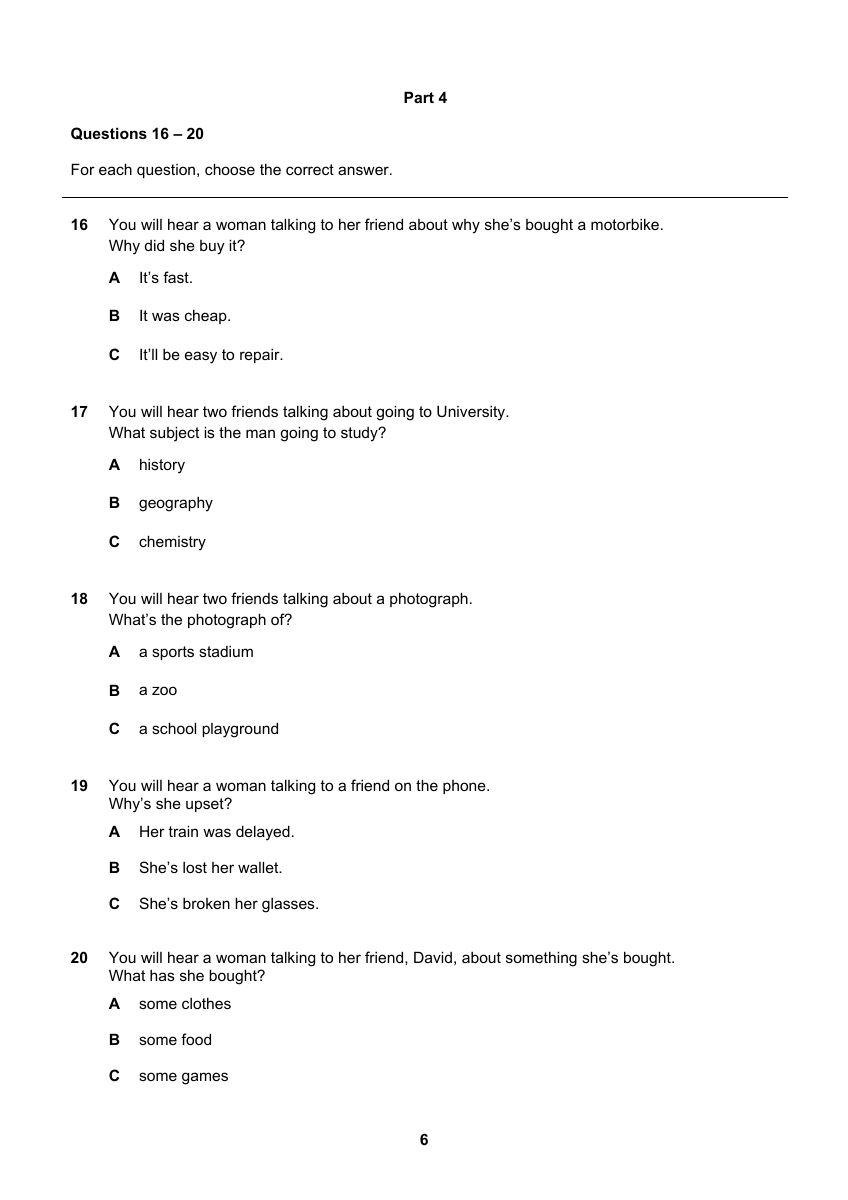 Part 4
Questions 16 – 20
For each question, choose the correct answer.
16 You will hear a woman talking to her friend about why she’s bought a motorbike.
Why did she buy it?
A It’s fast.
B It was cheap.
C It’ll be easy to repair.
17 You will hear two friends talking about going to University.
What subject is the man going to study?
A history
B geography
C chemistry
18 You will hear two friends talking about a photograph.
What’s the photograph of?
A a sports stadium
B a zoo
C a school playground
19 You will hear a woman talking to a friend on the phone.
Why’s she upset?
A Her train was delayed.
B She’s lost her wallet.
C She’s broken her glasses.
20 You will hear a woman talking to her friend, David, about something she’s bought.
What has she bought?
A some clothes
B some food
C some games
6